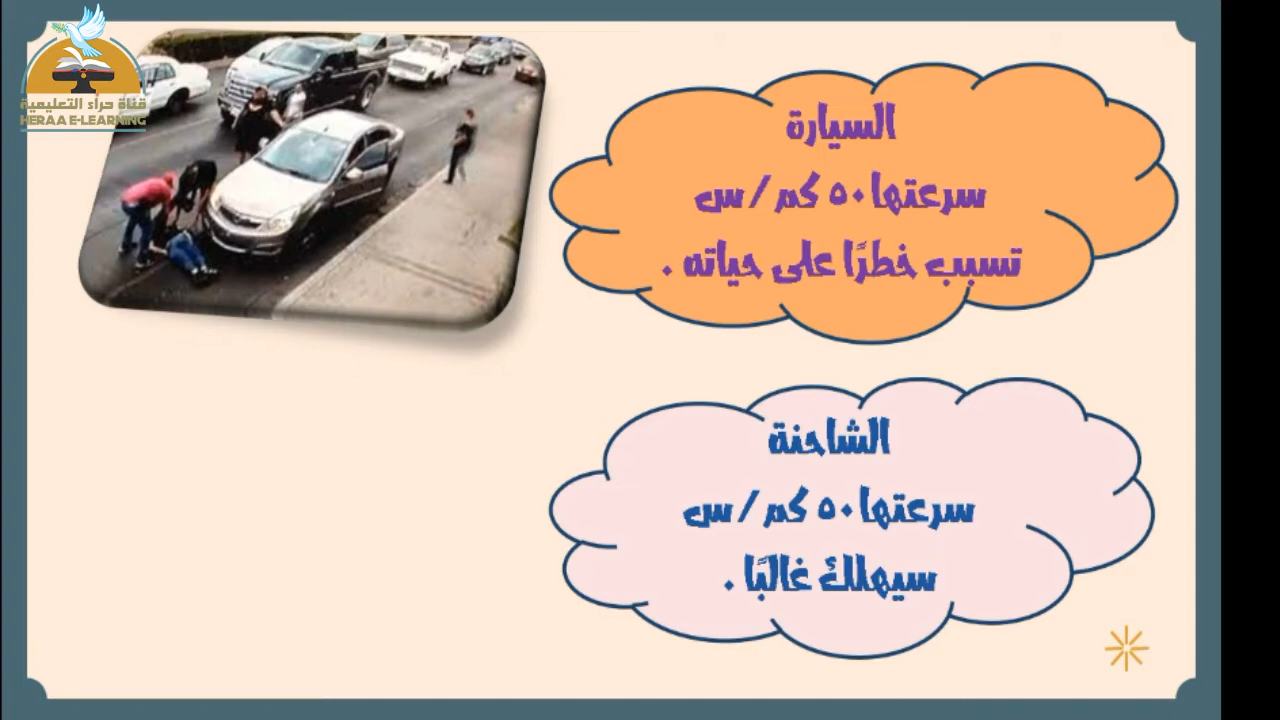 قناة حراء التعليمية
HERAA E-LEARNING
السيارة
سرعتها ٥٠ كم / س
تسبب خطرًا على حياته .
الشاحنة
سرعتها ٥٠ كم / س
سيهلك غالبًا .